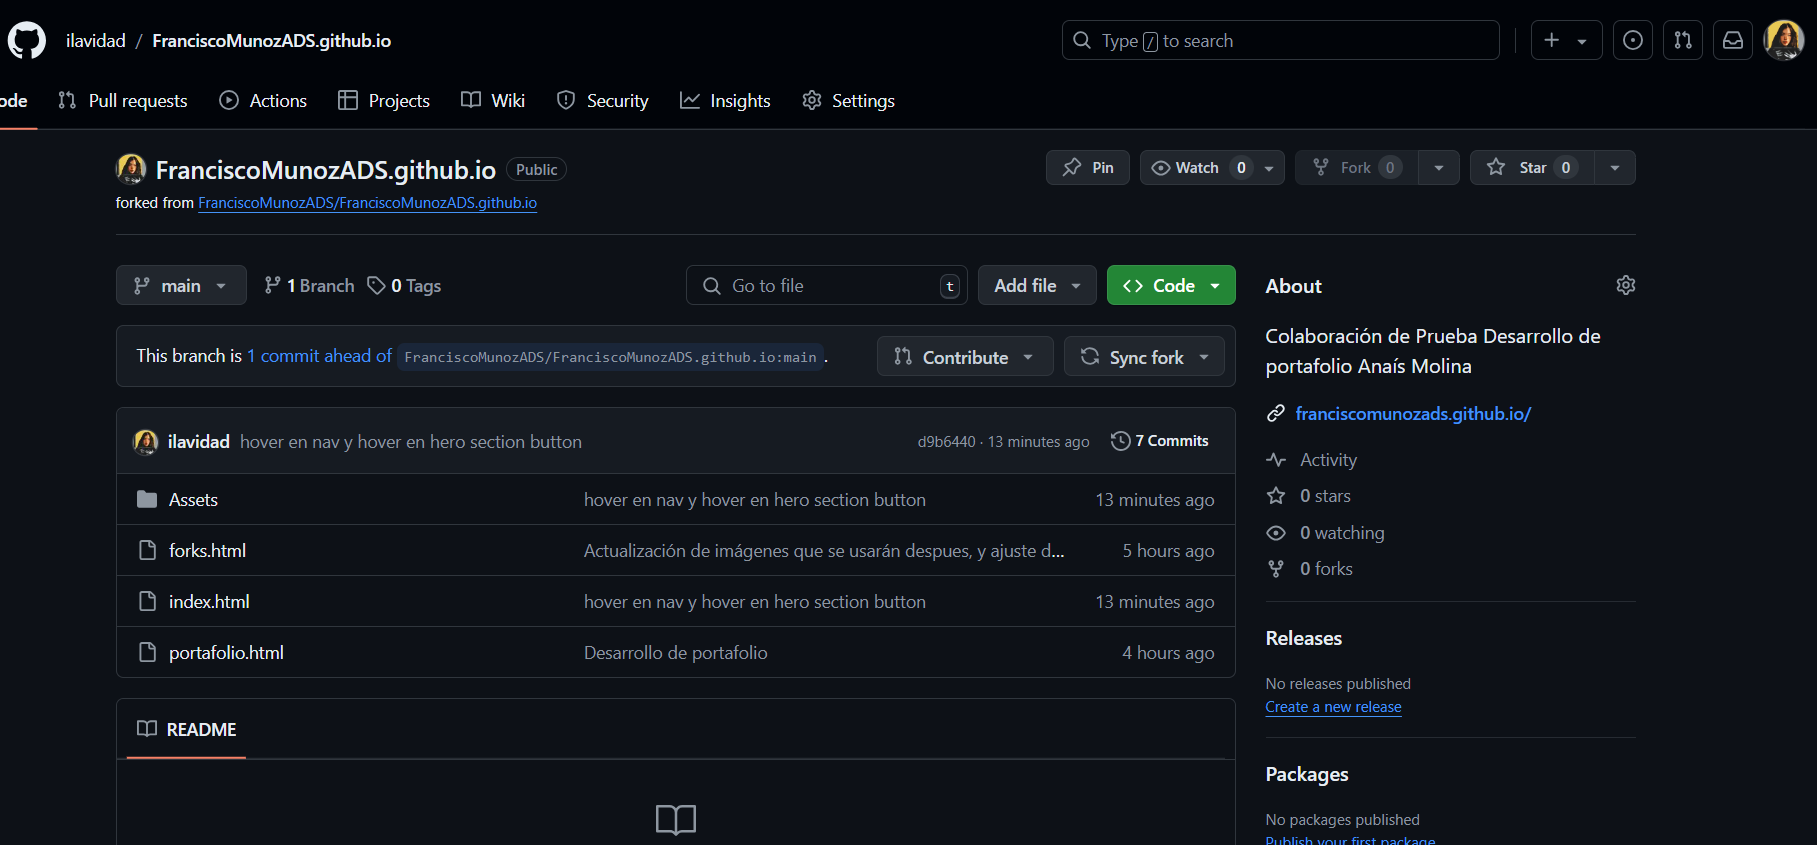 ilavidad / FranciscoMunozADS.github.io
Type / to search
ode Pull requests Actions Projects Wiki Security Insights Settings
FranciscoMunozADS.github.io Public
Pin Watch 0 Fork 0 Star 0
forked from FranciscoMunozADS/FranciscoMunozADS.github.io
main 1 Branch 0 Tags Go to file t Add file Code
This branch is 1 commit ahead of FranciscoMunozADS/FranciscoMunozADS.github.io:main .
Contribute Sync fork
ilavidad hover en nav y hover en hero section button d9b6440 · 13 minutes ago 7 Commits
Assets hover en nav y hover en hero section button 13 minutes ago
forks.html Actualización de imágenes que se usarán despues, y ajuste d... 5 hours ago
index.html hover en nav y hover en hero section button 13 minutes ago
portafolio.html Desarrollo de portafolio 4 hours ago
README
About
Colaboración de Prueba Desarrollo de
portafolio Anaís Molina
franciscomunozads.github.io/
Activity
0 stars
0 watching
0 forks
Releases
No releases published
Create a new release
Packages
No packages published
Publish your first package